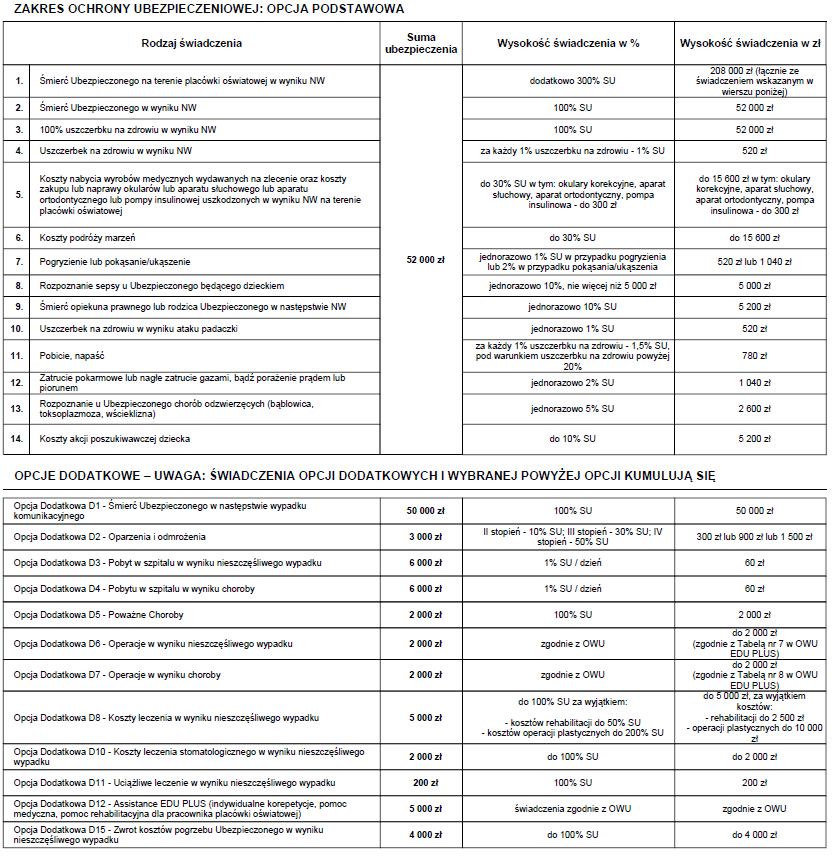 ZAKRES OCHRONY UBEZPIECZENIOWEJ: OPCJA PODSTAWOWA
Rodzaj świadczenia
Suma
ubezpieczenia
Wysokość świadczenia w %
Wysokość świadczenia w zł
1.
Śmierć Ubezpieczonego na terenie placówki oświatowej w wyniku NW
dodatkowo 300% SU
208 000 zł (łącznie ze
świadczeniem wskazanym w
wierszu poniżej)
2.
Śmierć Ubezpieczonego w wyniku NW
100% SU
52 000 zł
3.
100% uszczerbku na zdrowiu w wyniku NW
100% SU
52 000 zł
4.
Uszczerbek na zdrowiu w wyniku NW
za każdy 1% uszczerbku na zdrowiu - 1% SU
520 zł
5.
Koszty nabycia wyrobów medycznych wydawanych na zlecenie oraz koszty
zakupu lub naprawy okularów lub aparatu słuchowego lub aparatu
ortodontycznego lub pompy insulinowej uszkodzonych w wyniku NW na terenie
placówki oświatowej
do 30% SU w tym: okulary korekcyjne, aparat
słuchowy, aparat ortodontyczny, pompa
insulinowa - do 300 zł
do 15 600 zł w tym: okulary
korekcyjne, aparat słuchowy,
aparat ortodontyczny, pompa
insulinowa - do 300 zł
6.
Koszty podróży marzeń
do 30% SU
do 15 600 zł
52 000 zł
7.
Pogryzienie lub pokąsanie/ukąszenie
jednorazowo 1% SU w przypadku pogryzienia
lub 2% w przypadku pokąsania/ukąszenia
520 zł lub 1 040 zł
8.
Rozpoznanie sepsy u Ubezpieczonego będącego dzieckiem
jednorazowo 10%, nie więcej niż 5 000 zł
5 000 zł
9.
Śmierć opiekuna prawnego lub rodzica Ubezpieczonego w następstwie NW
jednorazowo 10% SU
5 200 zł
10.
Uszczerbek na zdrowiu w wyniku ataku padaczki
jednorazowo 1% SU
520 zł
11.
Pobicie, napaść
za każdy 1% uszczerbku na zdrowiu - 1,5% SU,
pod warunkiem uszczerbku na zdrowiu powyżej
20%
780 zł
12.
Zatrucie pokarmowe lub nagłe zatrucie gazami, bądź porażenie prądem lub
piorunem
jednorazowo 2% SU
1 040 zł
13.
Rozpoznanie u Ubezpieczonego chorób odzwierzęcych (bąblowica,
toksoplazmoza, wścieklizna)
jednorazowo 5% SU
2 600 zł
14.
Koszty akcji poszukiwawczej dziecka
do 10% SU
5 200 zł
OPCJE DODATKOWE – UWAGA: ŚWIADCZENIA OPCJI DODATKOWYCH I WYBRANEJ POWYŻEJ OPCJI KUMULUJĄ SIĘ
Opcja Dodatkowa D1 - Śmierć Ubezpieczonego w następstwie wypadku
komunikacyjnego
50 000 zł
100% SU
50 000 zł
Opcja Dodatkowa D2 - Oparzenia i odmrożenia
3 000 zł
II stopień - 10% SU; III stopień - 30% SU; IV
stopień - 50% SU
300 zł lub 900 zł lub 1 500 zł
Opcja Dodatkowa D3 - Pobyt w szpitalu w wyniku nieszczęśliwego wypadku
6 000 zł
1% SU / dzień
60 zł
Opcja Dodatkowa D4 - Pobytu w szpitalu w wyniku choroby
6 000 zł
1% SU / dzień
60 zł
Opcja Dodatkowa D5 - Poważne Choroby
2 000 zł
100% SU
2 000 zł
Opcja Dodatkowa D6 - Operacje w wyniku nieszczęśliwego wypadku
2 000 zł
zgodnie z OWU
do 2 000 zł
(zgodnie z Tabelą nr 7 w OWU
EDU PLUS)
Opcja Dodatkowa D7 - Operacje w wyniku choroby
2 000 zł
zgodnie z OWU
do 2 000 zł
(zgodnie z Tabelą nr 8 w OWU
EDU PLUS)
Opcja Dodatkowa D8 - Koszty leczenia w wyniku nieszczęśliwego wypadku
5 000 zł
do 100% SU za wyjątkiem:
- kosztów rehabilitacji do 50% SU
- kosztów operacji plastycznych do 200% SU
do 5 000 zł, za wyjątkiem
kosztów:
- rehabilitacji do 2 500 zł
- operacji plastycznych do 10 000
zł
Opcja Dodatkowa D10 - Koszty leczenia stomatologicznego w wyniku nieszczęśliwego
wypadku
2 000 zł
do 100% SU
do 2 000 zł
Opcja Dodatkowa D11 - Uciążliwe leczenie w wyniku nieszczęśliwego wypadku
200 zł
100% SU
200 zł
Opcja Dodatkowa D12 - Assistance EDU PLUS (indywidualne korepetycje, pomoc
medyczna, pomoc rehabilitacyjna dla pracownika placówki oświatowej)
5 000 zł
świadczenia zgodnie z OWU
zgodnie z OWU
Opcja Dodatkowa D15 - Zwrot kosztów pogrzebu Ubezpieczonego w wyniku
nieszczęśliwego wypadku
4 000 zł
do 100% SU
do 4 000 zł